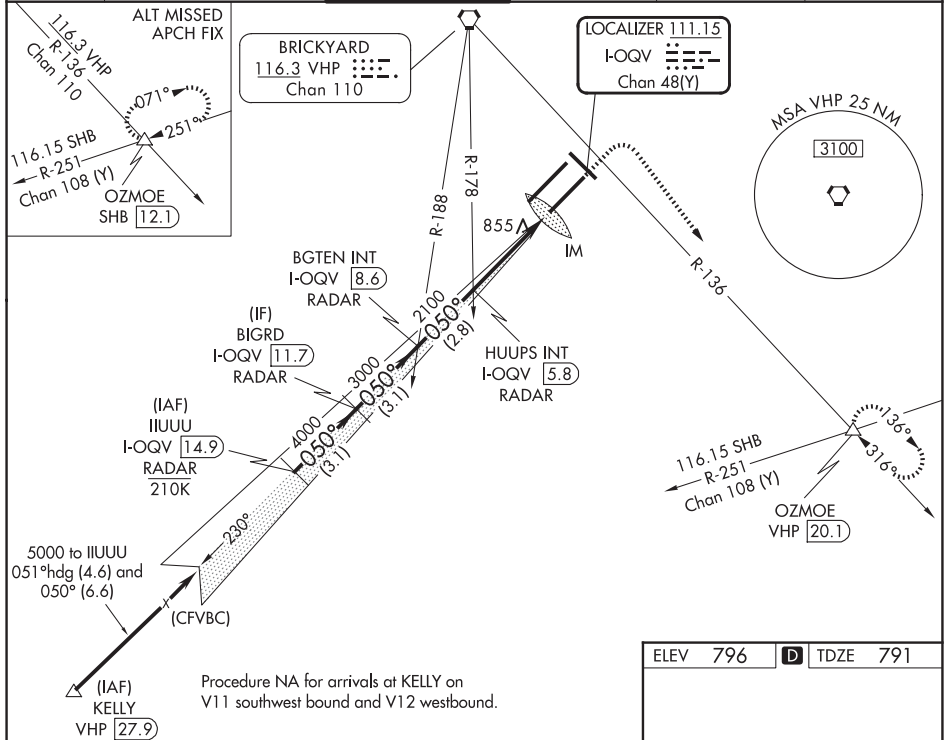 ALT MISSED
APCH FIX
116.3 VHP
R-136
Chan 110
071°
251°
116.15 SHB
R-251
Chan 108 (Y)
OZMOE
SHB 12.1
BRICKYARD
116.3 VHP
Chan 110
LOCALIZER 111.15
I-OQV
Chan 48(Y)
MSA VHP 25 NM
3100
R-188
R-178
R-136
855
IM
BGTEN INT
I-OQV 8.6
RADAR
2100
050°
(2.8)
HUUPS INT
I-OQV 5.8
RADAR
(IF)
BIGRD
I-OQV 11.7
RADAR
3000
050°
(3.1)
(IAF)
IIUUU
I-OQV 14.9
RADAR
210K
4000
050°
(3.1)
230°
136°
316°
116.15 SHB
R-251
Chan 108 (Y)
OZMOE
VHP 20.1
5000 to IIUUU
051°hdg (4.6) and
050° (6.6)
(CFVBC)
(IAF)
KELLY
VHP 27.9
Procedure NA for arrivals at KELLY on
V11 southwest bound and V12 westbound.
ELEV 796 D TDZE 791